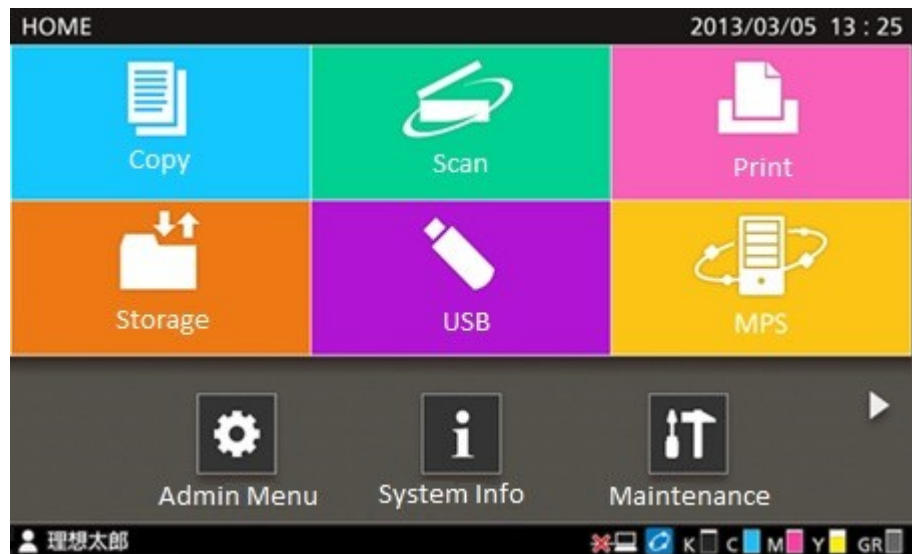 HOME 2013/03/05 13 : 25
Copy Scan Print
Storage USB MPS
Admin Menu System Info Maintenance
理想太郎 K C M Y GR